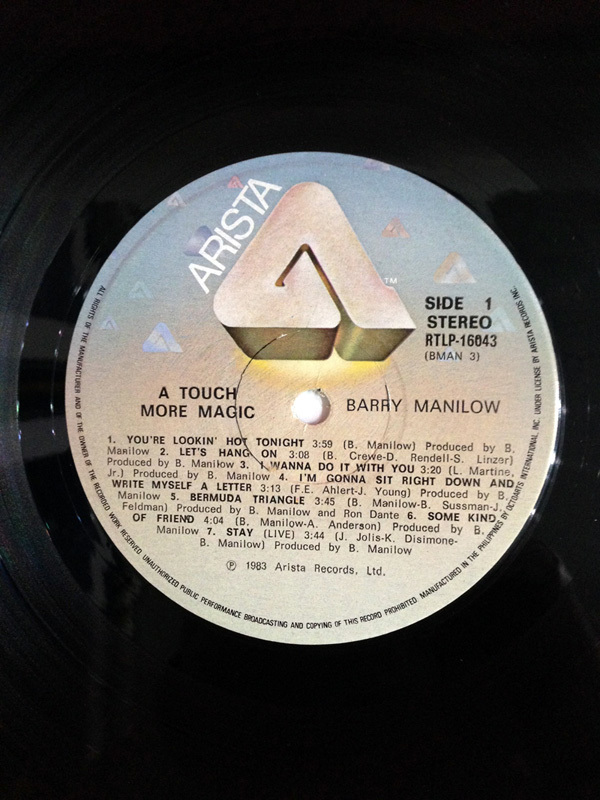 ARISTA
TM
SIDE 1
STEREO
RTLP-16043
(BMAN 3)
A TOUCH
MORE MAGIC
BARRY MANILOW
1. YOU'RE LOOKIN' HOT TONIGHT 3:59 (B. Manilow) Produced by B.
Manilow 2. LET'S HANG ON 3:08 (B. Crewe-D. Rendell-S. Linzer)
Produced by B. Manilow 3. I WANNA DO IT WITH YOU 3:20 (L. Martine,
Jr.) Produced by B. Manilow 4. I'M GONNA SIT RIGHT DOWN AND
WRITE MYSELF A LETTER 3:13 (F.E. Ahlert-J. Young) Produced by B.
Manilow 5. BERMUDA TRIANGLE 3:45 (B. Manilow-B. Sussman-J.
Feldman) Produced by B. Manilow and Ron Dante 6. SOME KIND
OF FRIEND 4:04 (B. Manilow-A. Anderson) Produced by B.
Manilow 7. STAY (LIVE) 3:44 (J. Jolis-K. Disimone-
B. Manilow) Produced by B. Manilow
℗ 1983 Arista Records, Ltd.
ALL RIGHTS OF THE MANUFACTURER AND OF THE OWNER OF THE RECORDED WORK RESERVED UNAUTHORIZED PUBLIC PERFORMANCE BROADCASTING AND COPYING OF THIS RECORD PROHIBITED. MANUFACTURED IN THE PHILIPPINES BY OCTOARTS INTERNATIONAL INC. UNDER LICENSE BY ARISTA RECORDS INC.